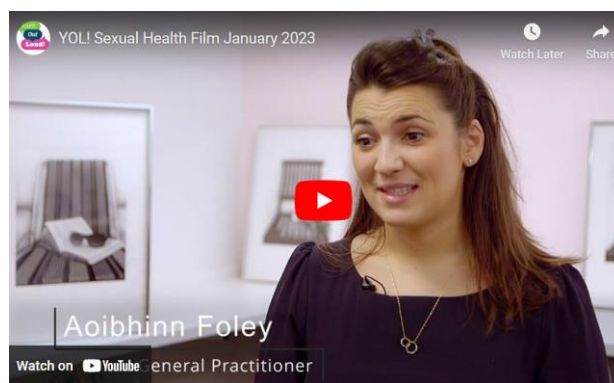 Out
Loud!
YOL! Sexual Health Film January 2023
Watch Later
Share
Aoibhinn Foley
Watch on YouTube
General Practitioner